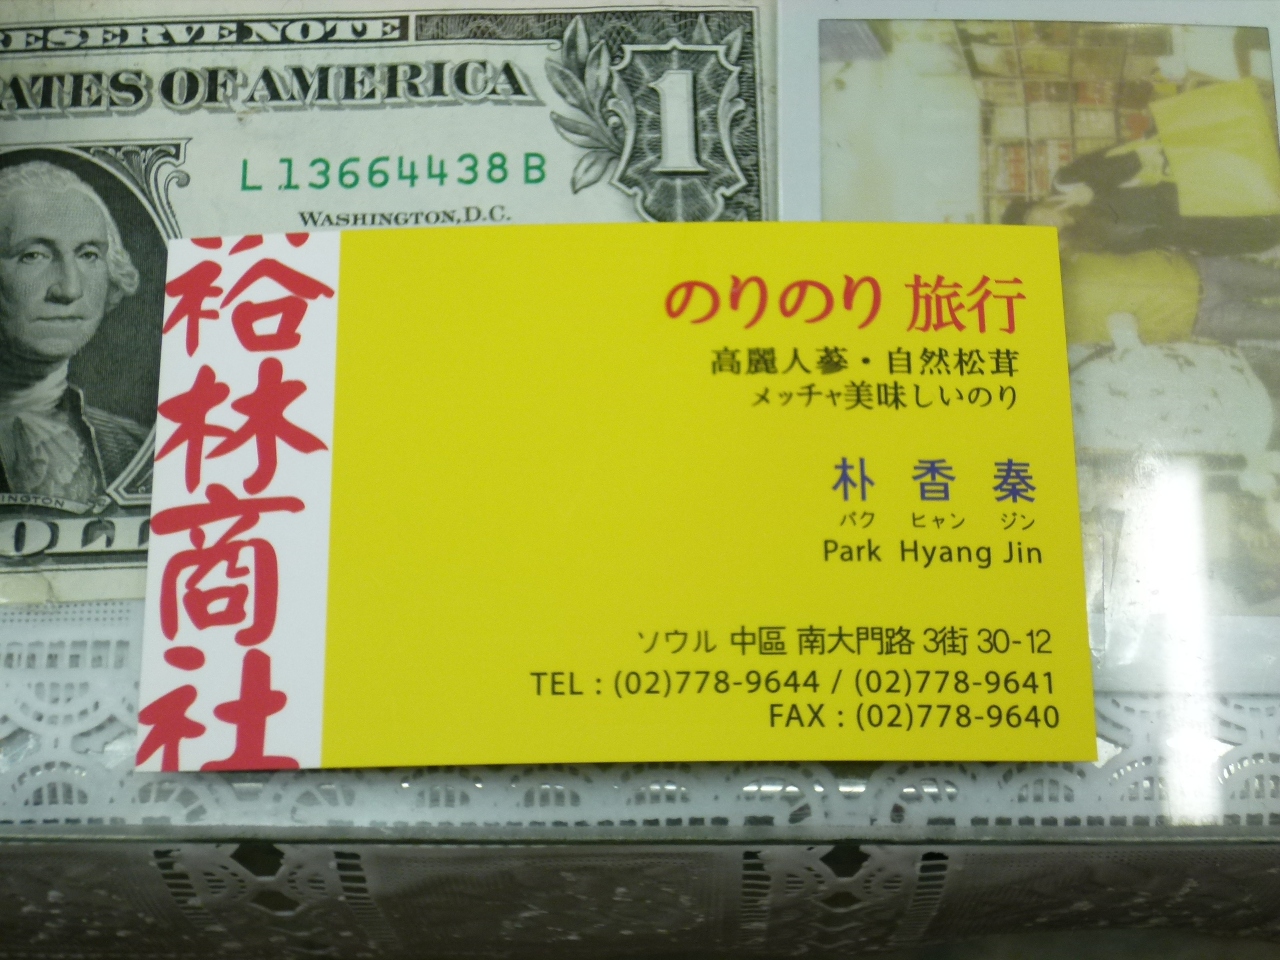 ESERVE NOTE
ATES OF AMERICA
1
L 13664438 B
WASHINGTON, D.C.
裕林商社
のりのり 旅行
高麗人蔘・自然松茸
メッチャ美味しいのり
朴 香 秦
パク ヒャン ジン
Park Hyang Jin
ソウル 中區 南大門路 3街 30-12
TEL : (02)778-9644 / (02)778-9641
FAX : (02)778-9640
INGTON